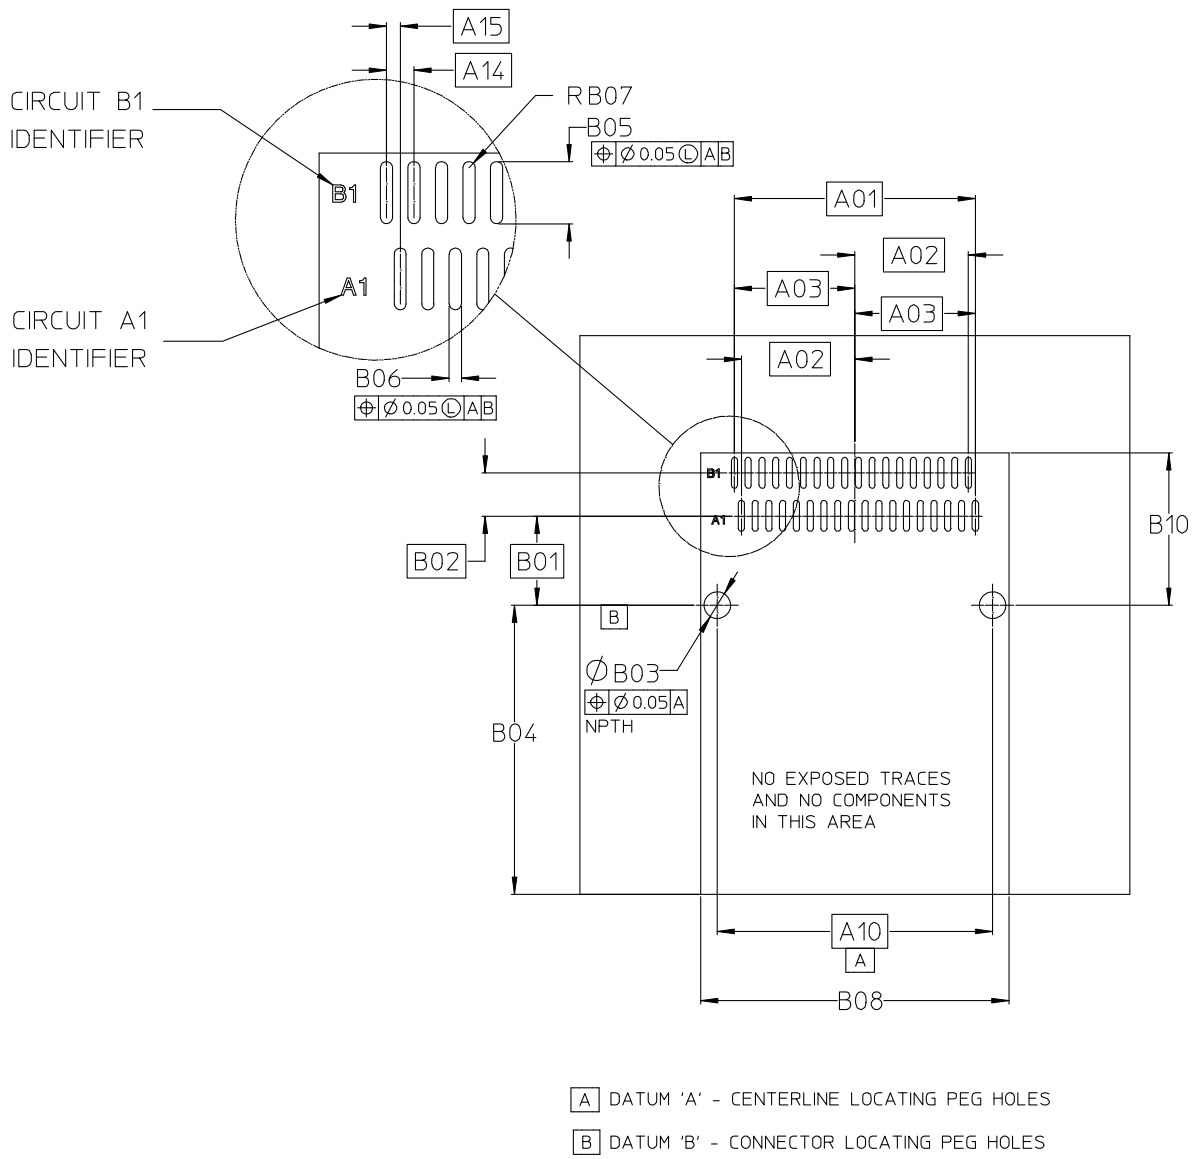 A15
A14
CIRCUIT B1
IDENTIFIER
RB07
B05
⌖ Ø 0.05 Ⓛ A B
B1
A1
CIRCUIT A1
IDENTIFIER
B06
⌖ Ø 0.05 Ⓛ A B
A01
A02
A03
A03
A02
B1
A1
B02
B01
B10
B
Ø B03
⌖ Ø 0.05 A
NPTH
B04
NO EXPOSED TRACES
AND NO COMPONENTS
IN THIS AREA
A10
A
B08
A DATUM 'A' - CENTERLINE LOCATING PEG HOLES
B DATUM 'B' - CONNECTOR LOCATING PEG HOLES